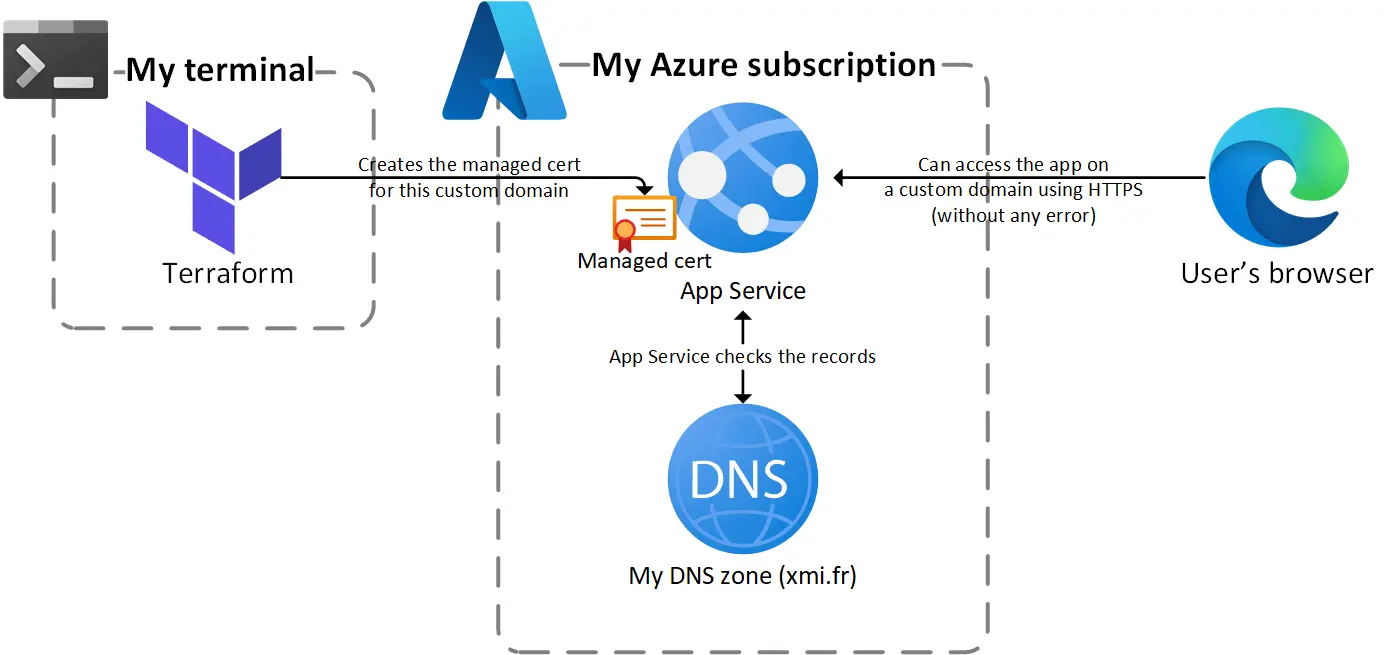 My terminal
Terraform
Creates the managed cert
for this custom domain
My Azure subscription
Managed cert
App Service
App Service checks the records
DNS
My DNS zone (xmi.fr)
Can access the app on
a custom domain using HTTPS
(without any error)
User’s browser